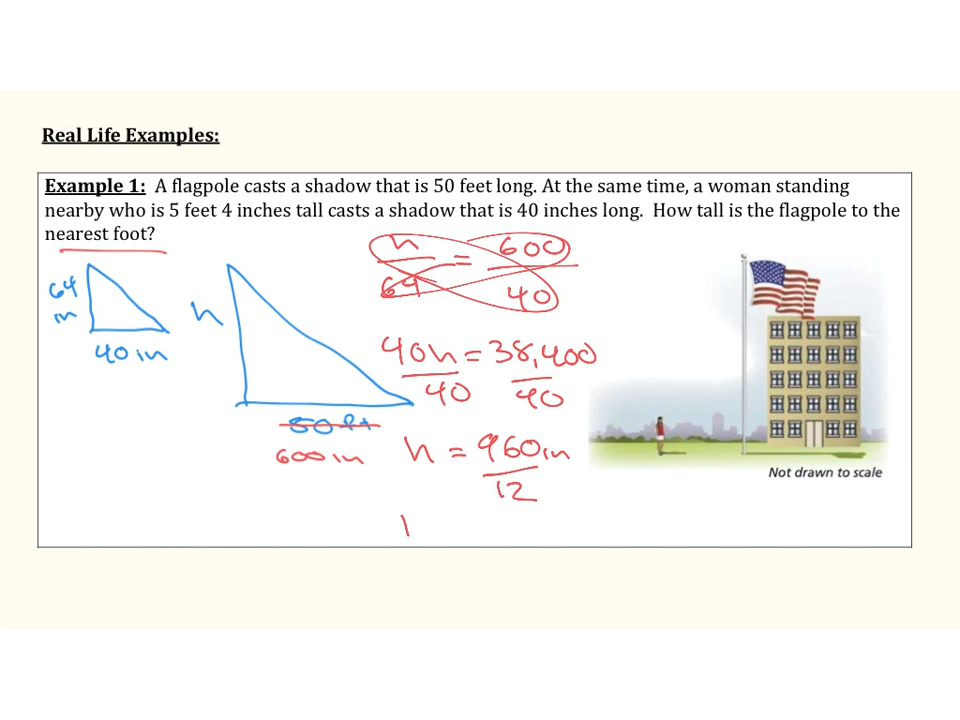 Real Life Examples:
Example 1: A flagpole casts a shadow that is 50 feet long. At the same time, a woman standing
nearby who is 5 feet 4 inches tall casts a shadow that is 40 inches long. How tall is the flagpole to the
nearest foot?
h/64 = 600/40
64 in
40 in
h
50 ft
600 in
40h = 38,400
40 40
h = 960in
12
Not drawn to scale